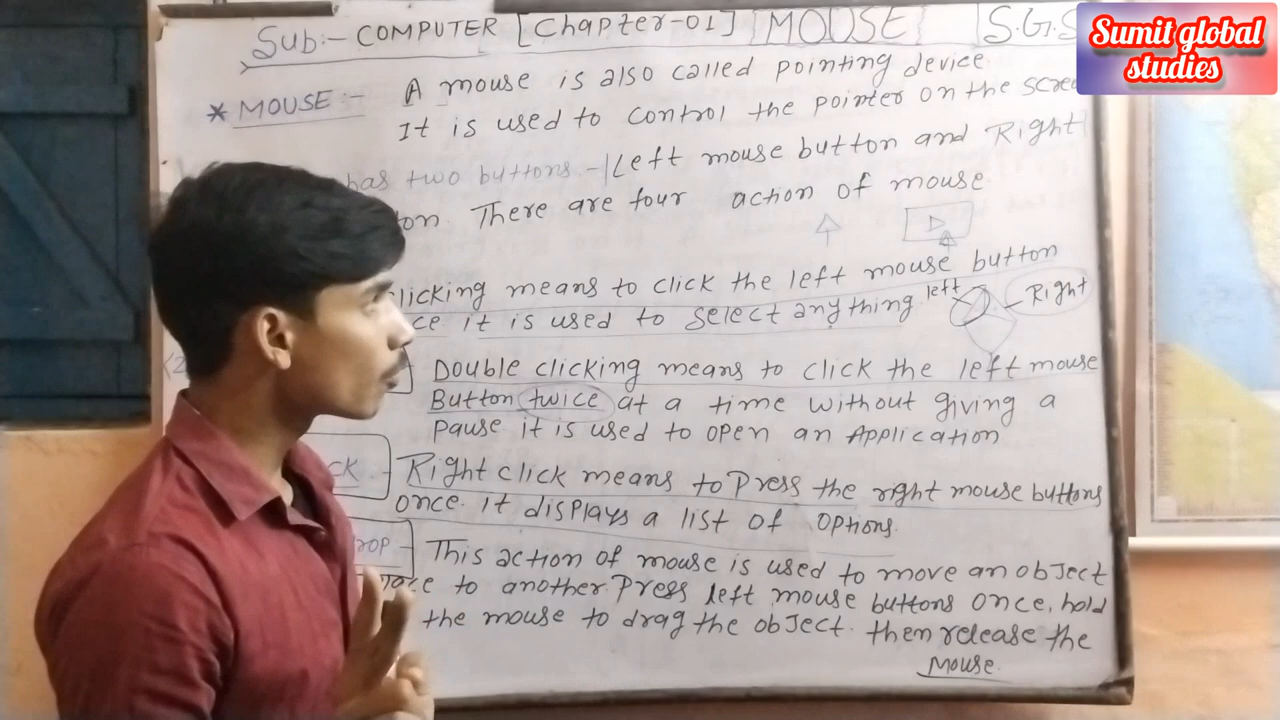 Sub:- COMPUTER [Chapter-01] MOUSE S.G.S
Sumit global
studies
* MOUSE :- A mouse is also called pointing device.
It is used to control the pointer on the scree
has two buttons - Left mouse button and Right
on. There are four action of mouse.
licking means to click the left mouse button
ce it is used to select anything
left Right
Double clicking means to click the left mouse
Button twice at a time without giving a
pause it is used to open an Application
CK - Right click means to Press the right mouse buttons
once. it displays a list of options.
ROP - This action of mouse is used to move an object
to another. Press left mouse buttons once, hold
the mouse to drag the object. then release the
mouse.